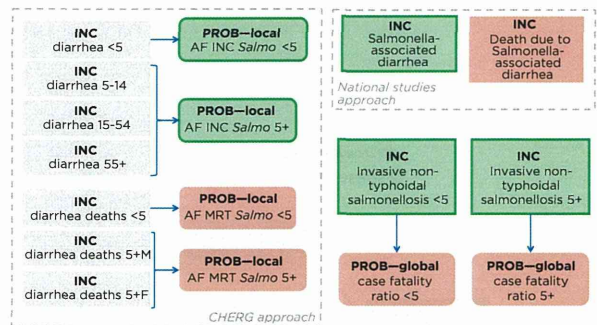 INC
diarrhea <5
PROB—local
AF INC Salmo <5
INC
diarrhea 5-14
INC
diarrhea 15-54
INC
diarrhea 55+
PROB—local
AF INC Salmo 5+
INC
diarrhea deaths <5
PROB—local
AF MRT Salmo <5
INC
diarrhea deaths 5+M
INC
diarrhea deaths 5+F
PROB—local
AF MRT Salmo 5+
CHERG approach
INC
Salmonella-
associated
diarrhea
INC
Death due to
Salmonella-
associated
diarrhea
National studies
approach
INC
Invasive non-
typhoidal
salmonellosis <5
INC
Invasive non-
typhoidal
salmonellosis 5+
PROB—global
case fatality
ratio <5
PROB—global
case fatality
ratio 5+